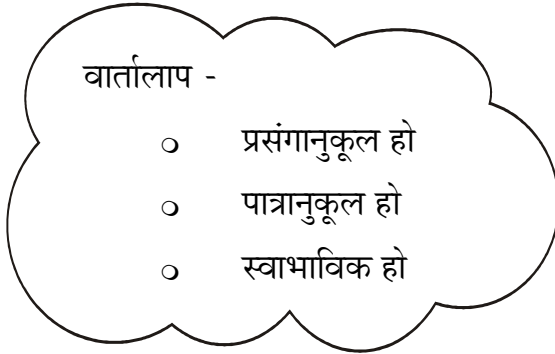 वार्तालाप -
❍ प्रसंगानुकूल हो
❍ पात्रानुकूल हो
❍ स्वाभाविक हो